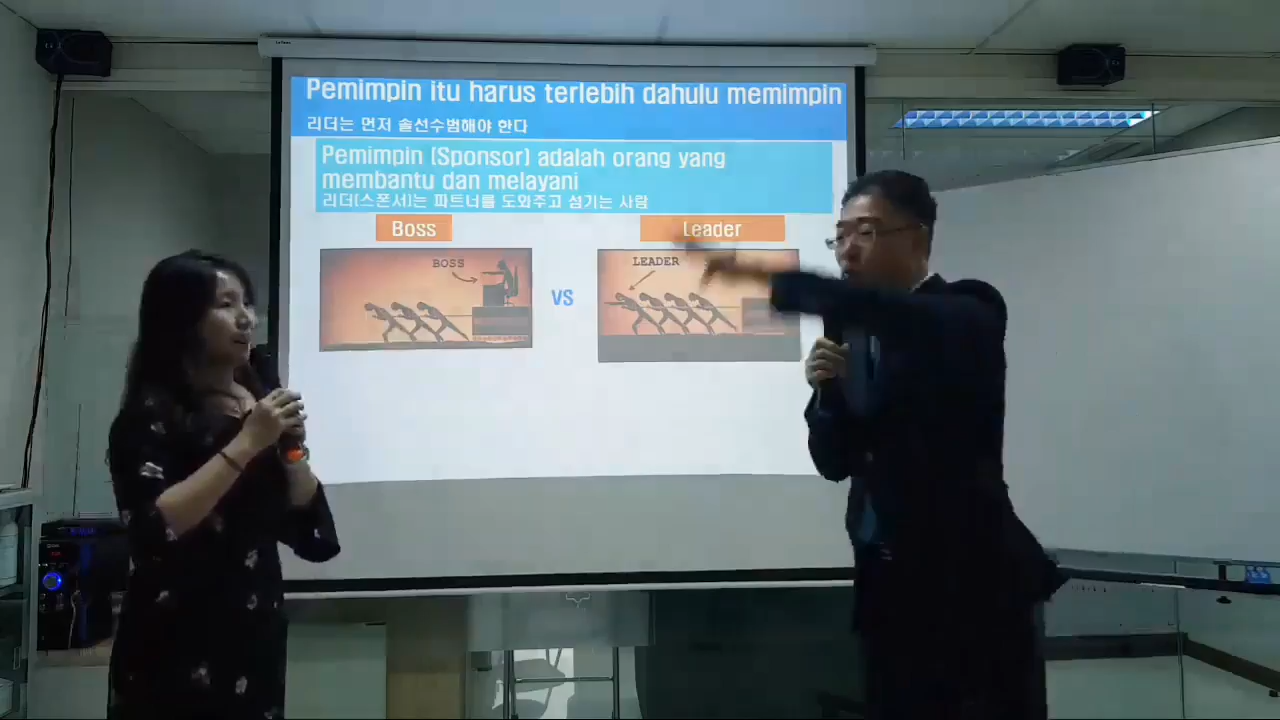 Pemimpin itu harus terlebih dahulu memimpin
리더는 먼저 솔선수범해야 한다
Pemimpin (Sponsor) adalah orang yang
membantu dan melayani
리더(스폰서)는 파트너를 도와주고 섬기는 사람
Boss
Leader
BOSS
VS
LEADER